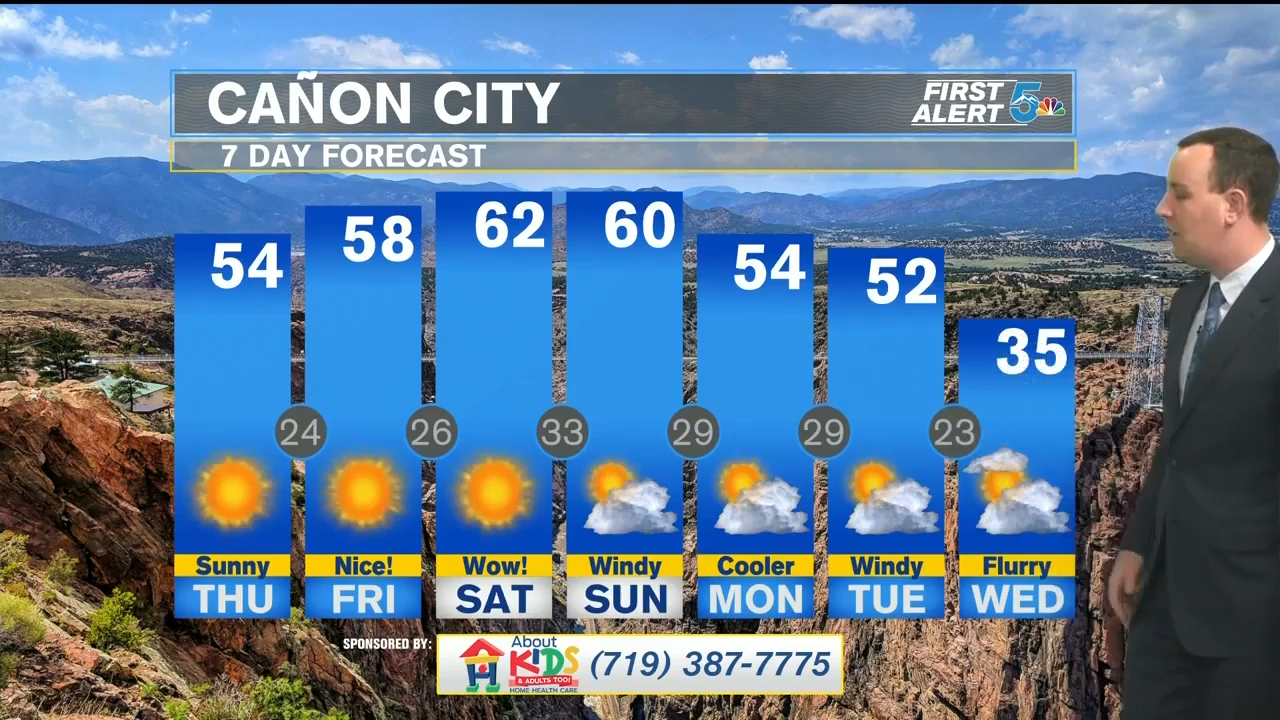 CAÑON CITY
FIRST
ALERT 5
7 DAY FORECAST
54 58 62 60 54 52 35
24 26 33 29 29 23
Sunny Nice! Wow! Windy Cooler Windy Flurry
THU FRI SAT SUN MON TUE WED
SPONSORED BY:
About
KIDS
& ADULTS TOO!
HOME HEALTH CARE
(719) 387-7775